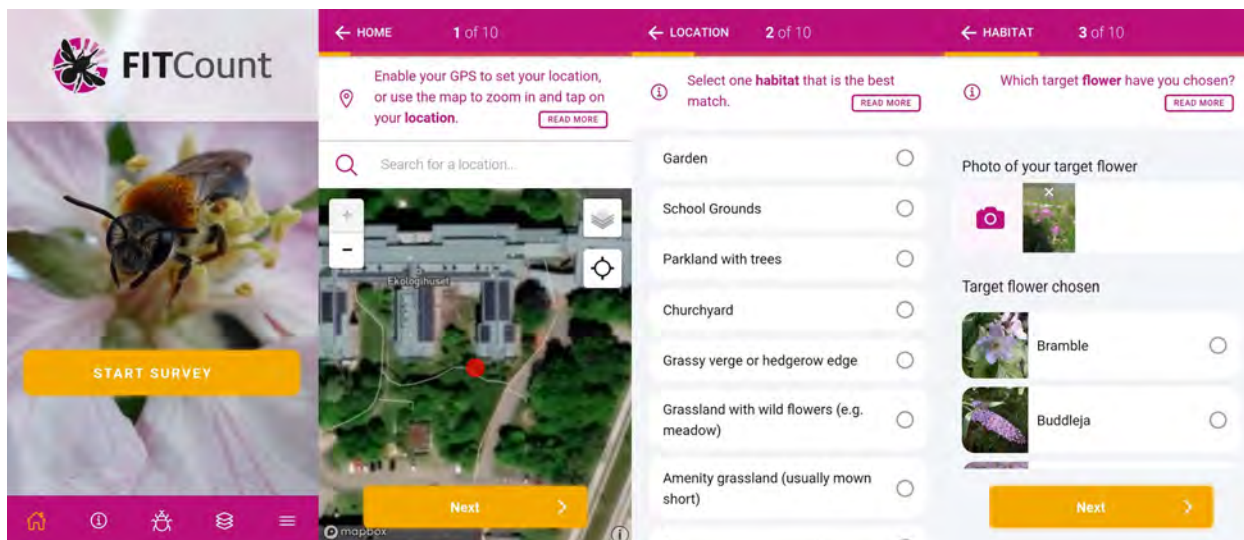 FITCount
START SURVEY
HOME
1 of 10
Enable your GPS to set your location,
or use the map to zoom in and tap on
your location.
READ MORE
Search for a location...
+
-
Ekologihuset
Next
mapbox
LOCATION
2 of 10
Select one habitat that is the best
match.
READ MORE
Garden
School Grounds
Parkland with trees
Churchyard
Grassy verge or hedgerow edge
Grassland with wild flowers (e.g.
meadow)
Amenity grassland (usually mown
short)
HABITAT
3 of 10
Which target flower have you chosen?
READ MORE
Photo of your target flower
Target flower chosen
Bramble
Buddleja
Next